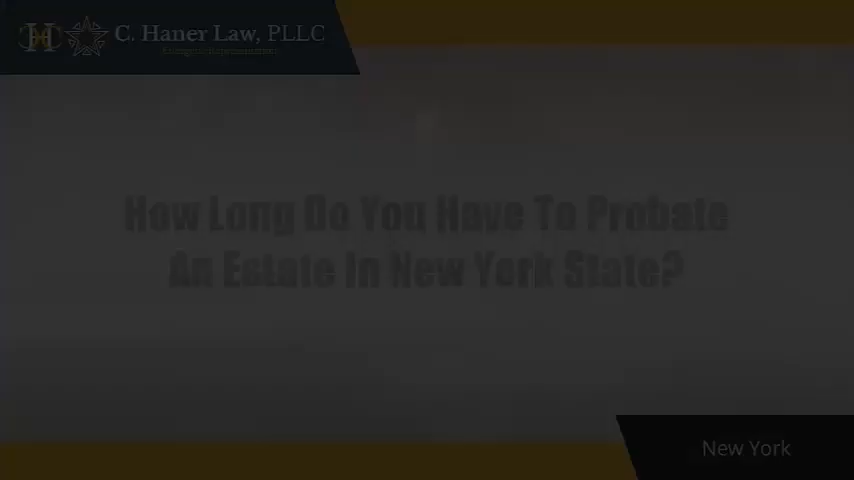 C. Haner Law, PLLC
How Long Do You Have To Probate
An Estate In New York State?
New York